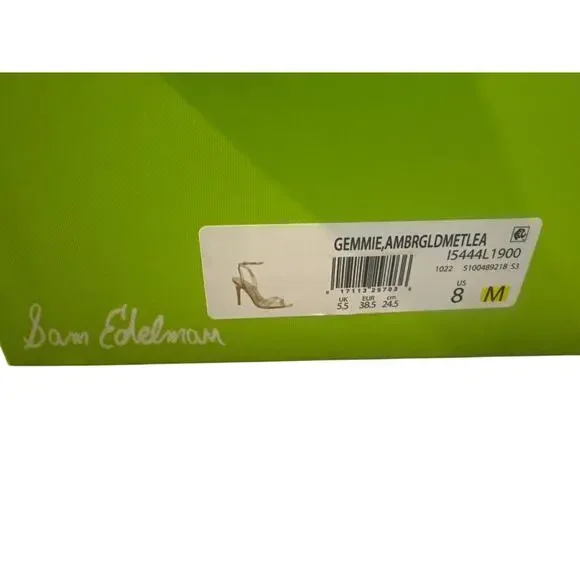 GEMMIE,AMBRGLDMETLEA
I5444L1900
1022 5100489218 S3
UK EUR cm
5.5 38.5 24.5
US
8 M
Sam Edelman